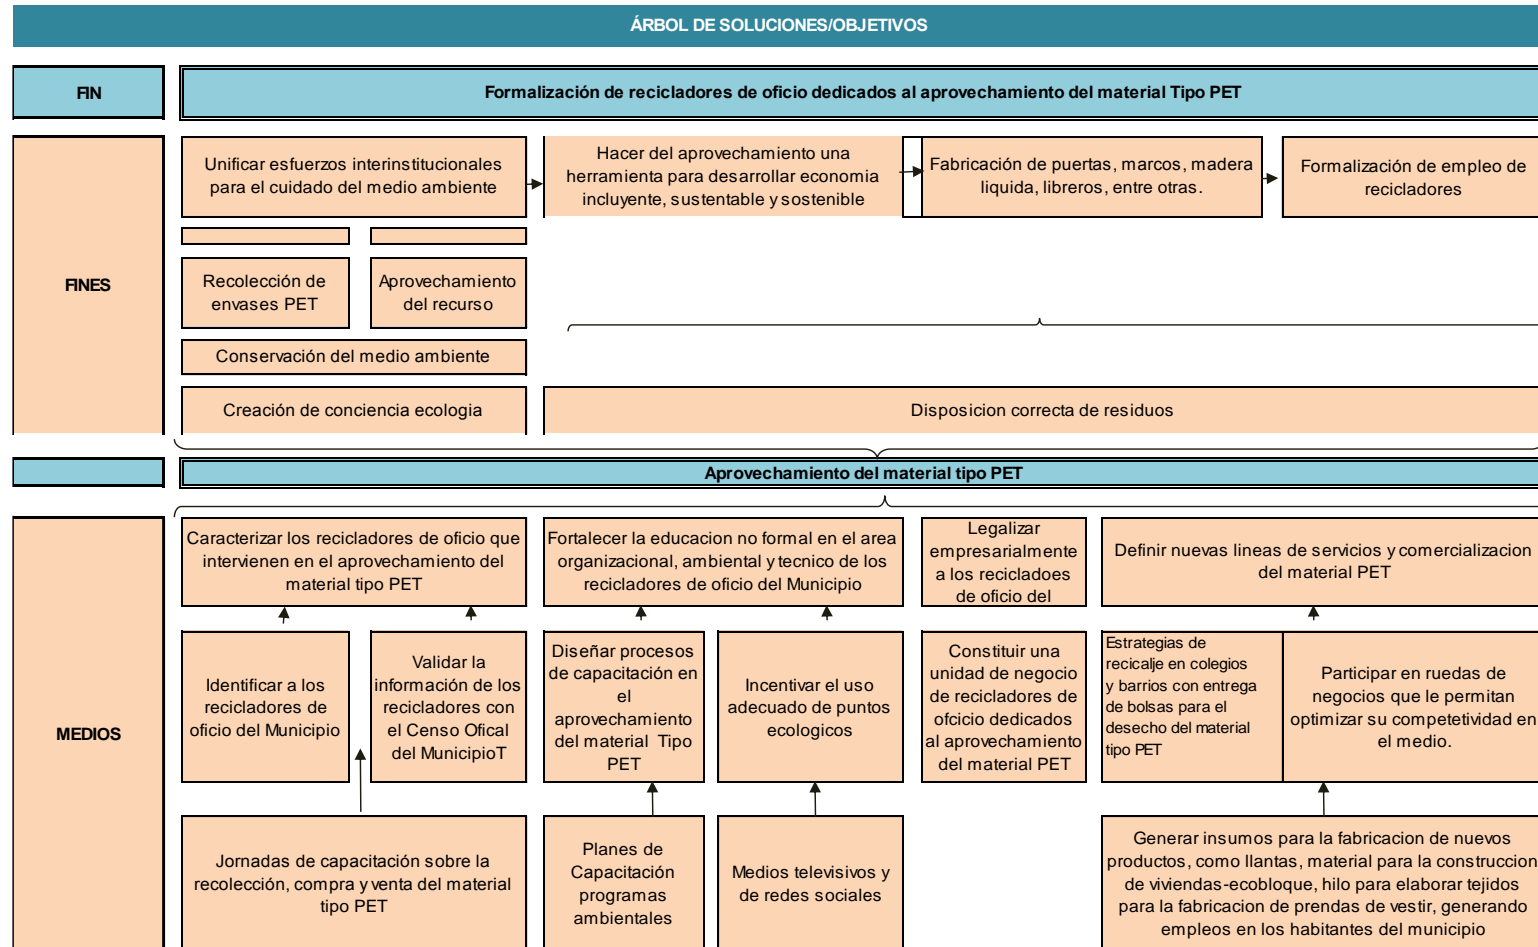 ÁRBOL DE SOLUCIONES/OBJETIVOS
FIN
Formalización de recicladores de oficio dedicados al aprovechamiento del material Tipo PET
FINES
Unificar esfuerzos interinstitucionales
para el cuidado del medio ambiente
Hacer del aprovechamiento una
herramienta para desarrollar economia
incluyente, sustentable y sostenible
Fabricación de puertas, marcos, madera
liquida, libreros, entre otras.
Formalización de empleo de
recicladores
Recolección de
envases PET
Aprovechamiento
del recurso
Conservación del medio ambiente
Creación de conciencia ecologia
Disposicion correcta de residuos
Aprovechamiento del material tipo PET
MEDIOS
Caracterizar los recicladores de oficio que
intervienen en el aprovechamiento del
material tipo PET
Fortalecer la educacion no formal en el area
organizacional, ambiental y tecnico de los
recicladores de oficio del Municipio
Legalizar
empresarialmente
a los recicladoes
de oficio del
Definir nuevas lineas de servicios y comercializacion
del material PET
Identificar a los
recicladores de
oficio del Municipio
Validar la
información de los
recicladores con
el Censo Ofical
del MunicipioT
Diseñar procesos
de capacitación en
el
aprovechamiento
del material Tipo
PET
Incentivar el uso
adecuado de puntos
ecologicos
Constituir una
unidad de negocio
de recicladores de
ofcicio dedicados
al aprovechamiento
del material PET
Estrategias de
recicalje en colegios
y barrios con entrega
de bolsas para el
desecho del material
tipo PET
Participar en ruedas de
negocios que le permitan
optimizar su competetividad en
el medio.
Jornadas de capacitación sobre la
recolección, compra y venta del material
tipo PET
Planes de
Capacitación
programas
ambientales
Medios televisivos y
de redes sociales
Generar insumos para la fabricacion de nuevos
productos, como llantas, material para la construccion
de viviendas-ecobloque, hilo para elaborar tejidos
para la fabricacion de prendas de vestir, generando
empleos en los habitantes del municipio